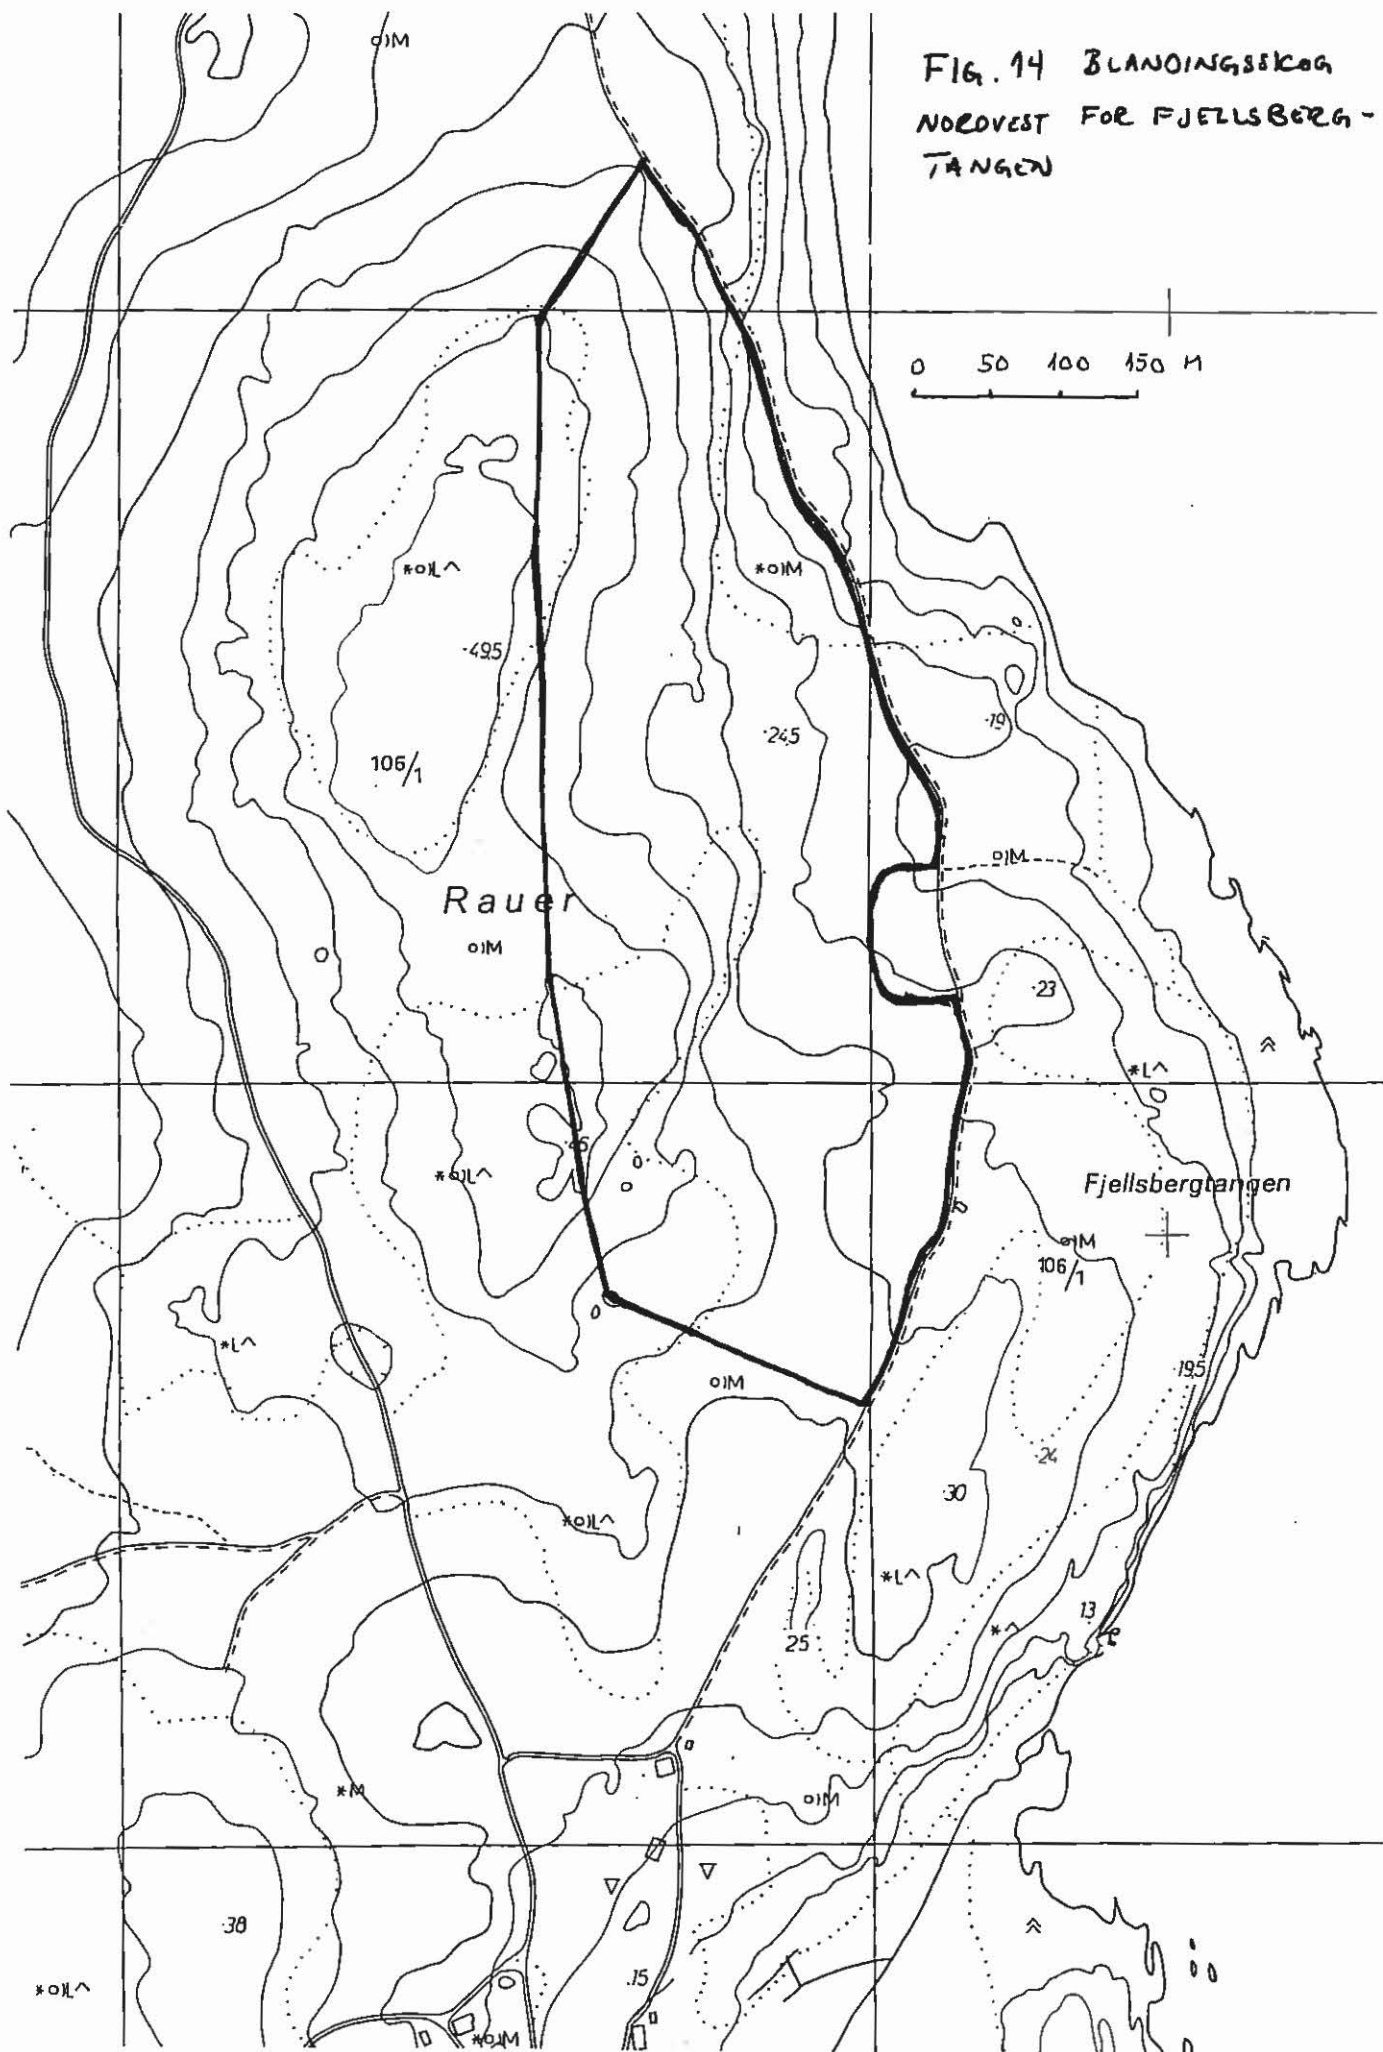 o)M
FIG. 14 BLANDINGSSKOG
NORDVEST FOR FJELLSBERG-
TANGEN
0 50 100 150 M
*o)L^ *o)M
·49,5
·19
·24,5
106/1
o)M
Rauer
o)M
·23
*L^
·46
*o)L^
Fjellsbergtangen
o)M
106/1
*L^
·19,5
o)M
·24
·30
*o)L^
*L^
13
*^
25
*M
o)M
·38
·15
*o)L^
*o)M